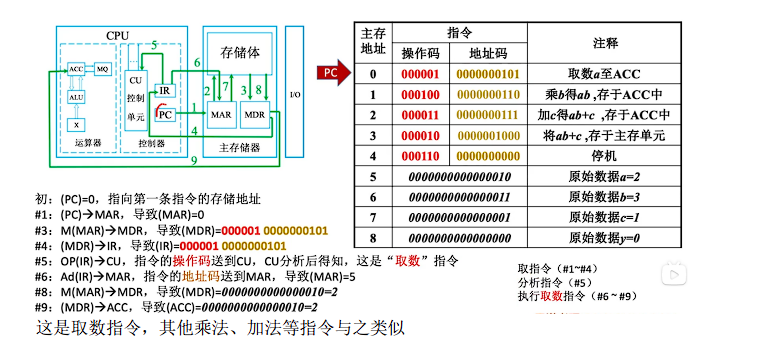 CPU
ACC
MQ
ALU
X
运算器
CU
控制
单元
IR
PC
控制器
5
6
1
4
9
存储体
2
7
3
8
MAR
MDR
主存储器
I/O
PC
主存地址 指令 注释
操作码 地址码
0 000001 0000000101 取数a至ACC
1 000100 0000000110 乘b得ab,存于ACC中
2 000011 0000000111 加c得ab+c,存于ACC中
3 000010 0000001000 将ab+c,存于主存单元
4 000110 0000000000 停机
5 0000000000000010 原始数据a=2
6 0000000000000011 原始数据b=3
7 0000000000000001 原始数据c=1
8 0000000000000000 原始数据y=0
初:(PC)=0,指向第一条指令的存储地址
#1:(PC)→MAR,导致(MAR)=0
#3:M(MAR)→MDR,导致(MDR)=000001 0000000101
#4:(MDR)→IR,导致(IR)=000001 0000000101
#5:OP(IR)→CU,指令的操作码送到CU,CU分析后得知,这是“取数”指令
#6:Ad(IR)→MAR,指令的地址码送到MAR,导致(MAR)=5
#8:M(MAR)→MDR,导致(MDR)=0000000000000010=2
#9:(MDR)→ACC,导致(ACC)=0000000000000010=2
取指令(#1~#4)
分析指令(#5)
执行取数指令(#6~#9)
这是取数指令,其他乘法、加法等指令与之类似